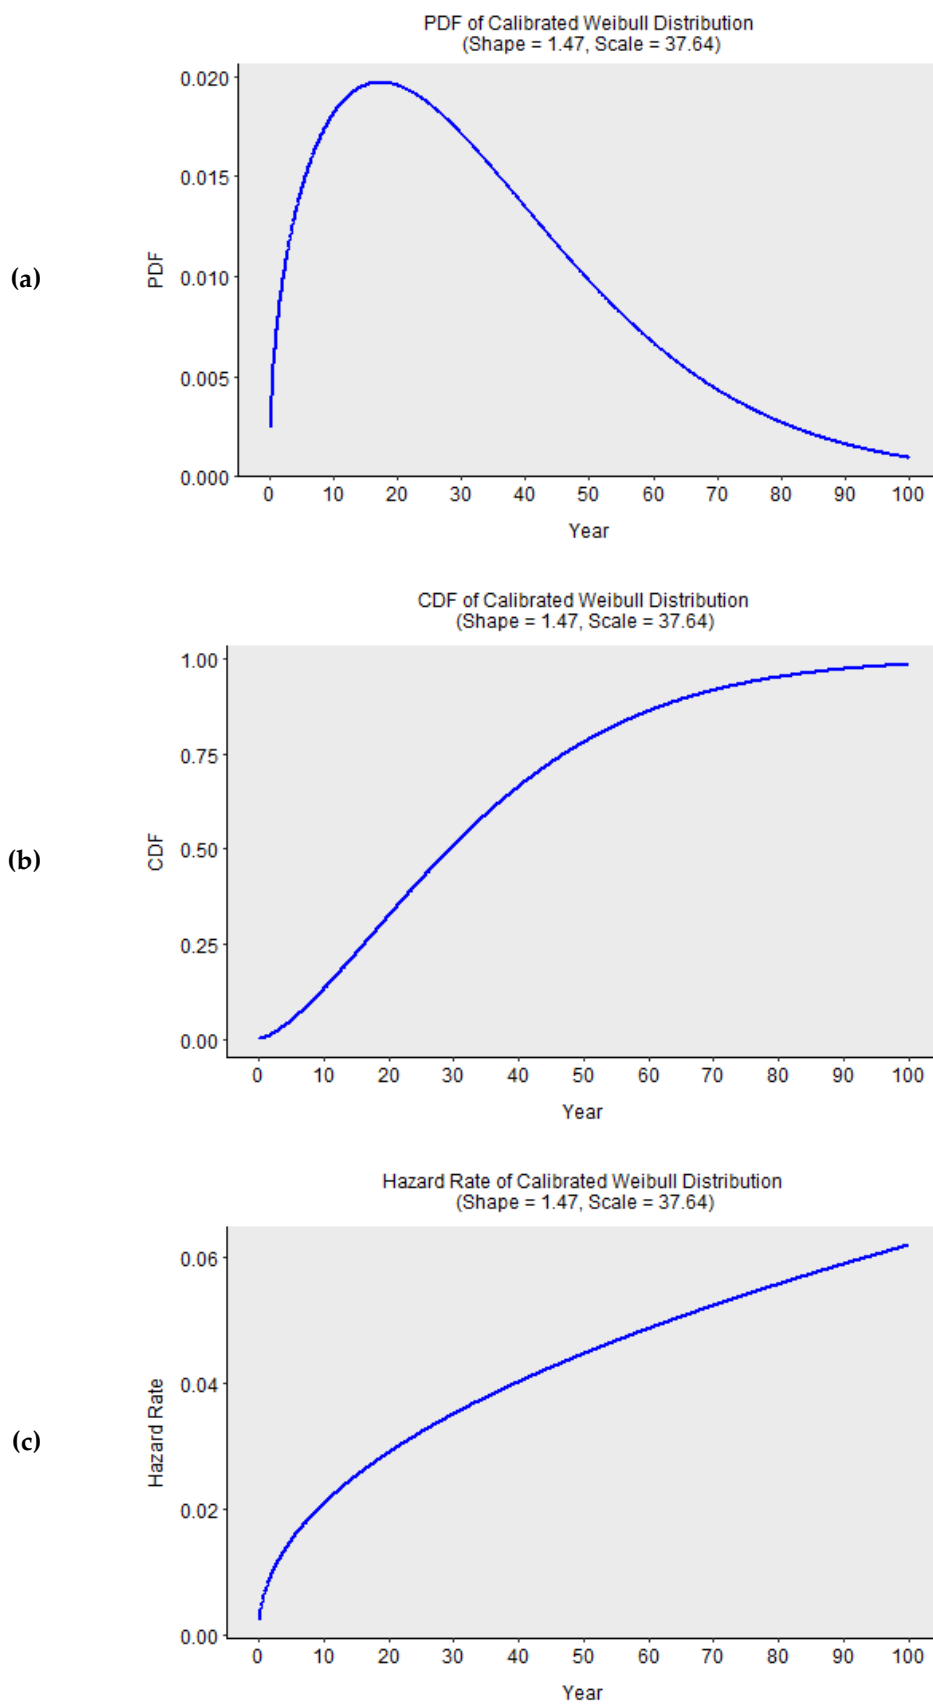 PDF of Calibrated Weibull Distribution
(Shape = 1.47, Scale = 37.64)
0.020
0.015
(a)
PDF
0.010
0.005
0.000
0 10 20 30 40 50 60 70 80 90 100
Year
CDF of Calibrated Weibull Distribution
(Shape = 1.47, Scale = 37.64)
1.00
0.75
(b)
CDF
0.50
0.25
0.00
0 10 20 30 40 50 60 70 80 90 100
Year
Hazard Rate of Calibrated Weibull Distribution
(Shape = 1.47, Scale = 37.64)
0.06
0.04
(c)
Hazard Rate
0.02
0.00
0 10 20 30 40 50 60 70 80 90 100
Year